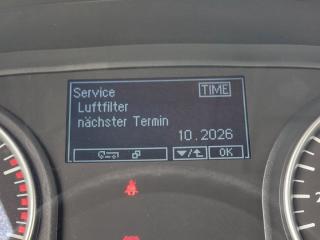 Service TIME
Luftfilter
nächster Termin
10.2026
OK